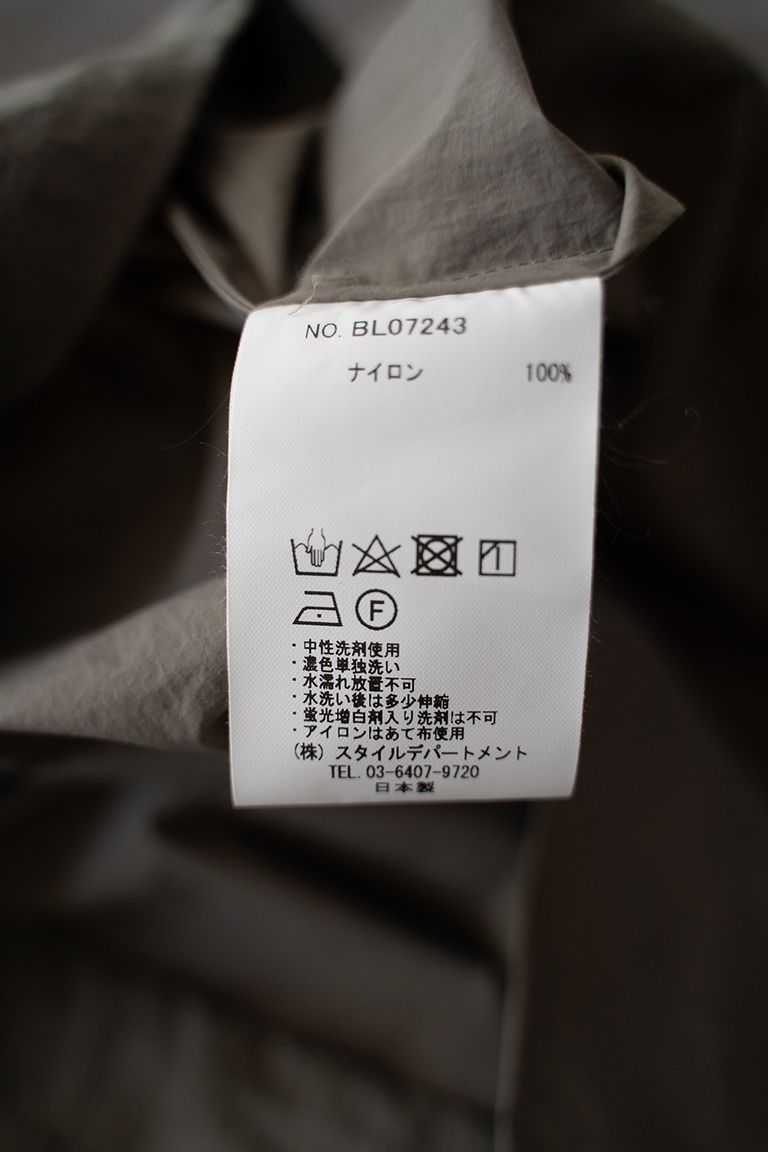 NO. BL07243
ナイロン 100%
F
・中性洗剤使用
・濃色単独洗い
・水濡れ放置不可
・水洗い後は多少伸縮
・蛍光増白剤入り洗剤は不可
・アイロンはあて布使用
(株) スタイルデパートメント
TEL. 03-6407-9720
日本製